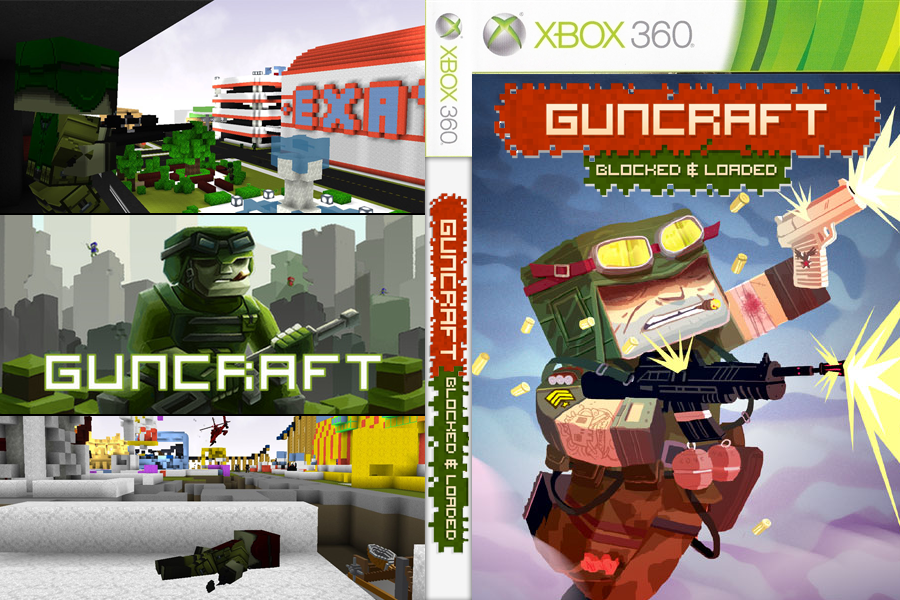 EXA
GUNCRAFT
XBOX 360
GUNCRAFT
BLOCKED & LOADED
XBOX 360
GUNCRAFT
BLOCKED & LOADED